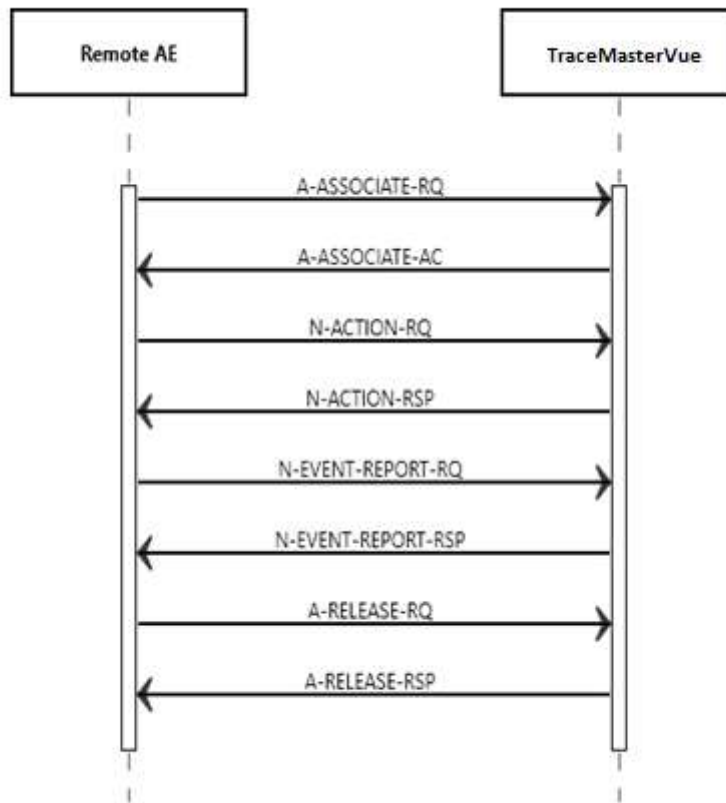 Remote AE
TraceMasterVue
A-ASSOCIATE-RQ
A-ASSOCIATE-AC
N-ACTION-RQ
N-ACTION-RSP
N-EVENT-REPORT-RQ
N-EVENT-REPORT-RSP
A-RELEASE-RQ
A-RELEASE-RSP